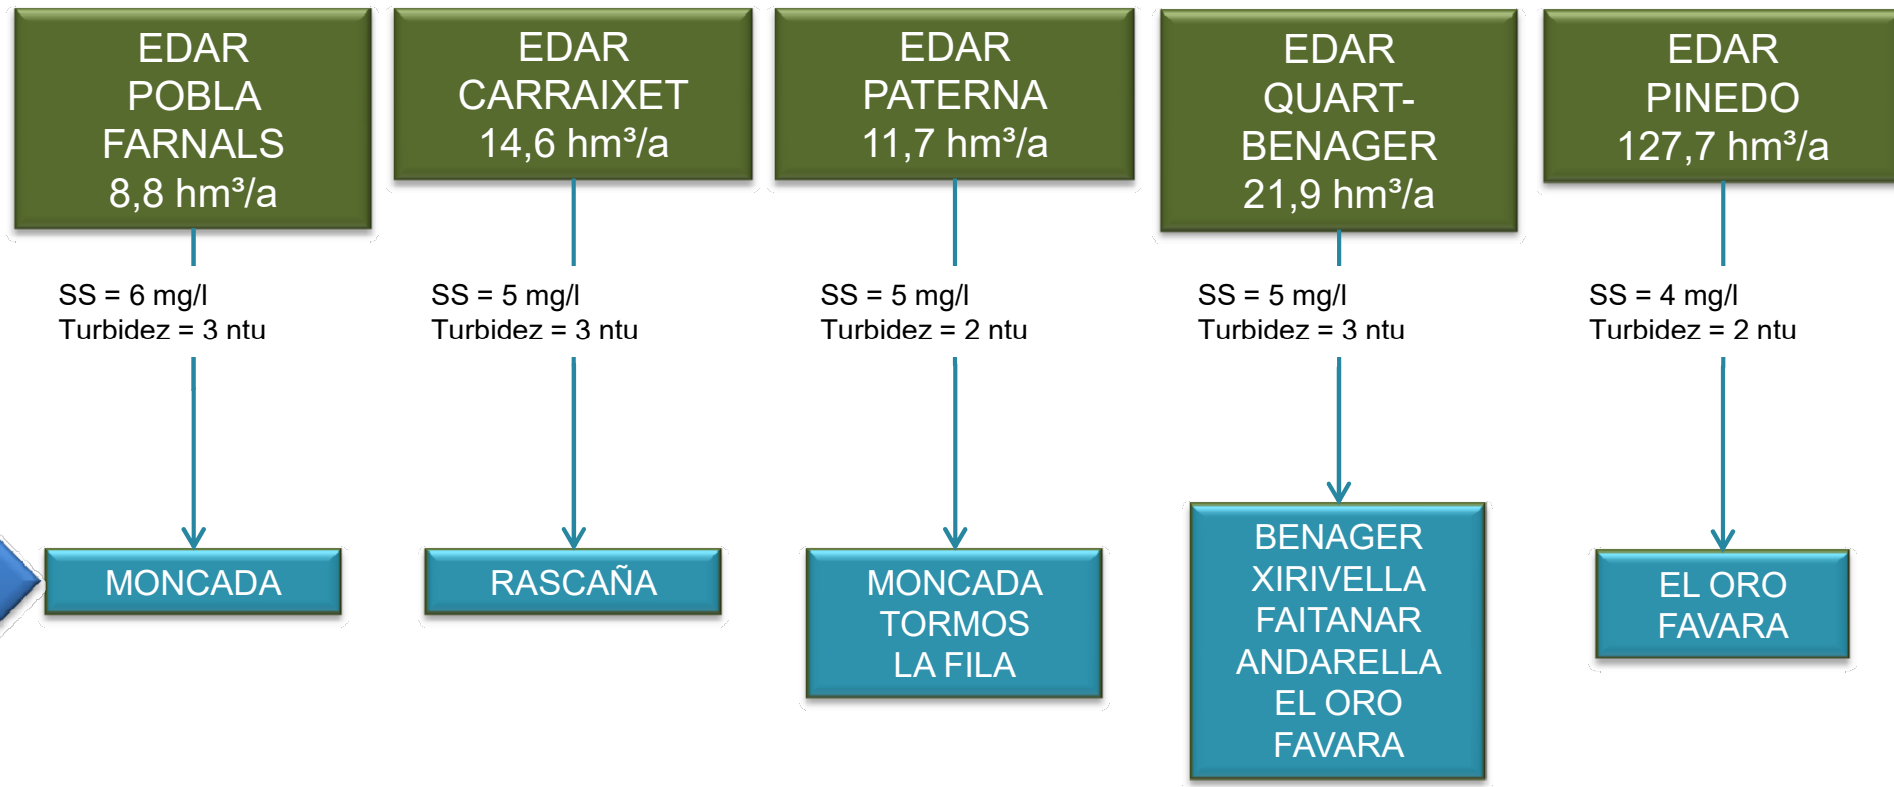 EDAR
POBLA
FARNALS
8,8 hm³/a
EDAR
CARRAIXET
14,6 hm³/a
EDAR
PATERNA
11,7 hm³/a
EDAR
QUART-
BENAGER
21,9 hm³/a
EDAR
PINEDO
127,7 hm³/a
SS = 6 mg/l
Turbidez = 3 ntu
SS = 5 mg/l
Turbidez = 3 ntu
SS = 5 mg/l
Turbidez = 2 ntu
SS = 5 mg/l
Turbidez = 3 ntu
SS = 4 mg/l
Turbidez = 2 ntu
MONCADA
RASCAÑA
MONCADA
TORMOS
LA FILA
BENAGER
XIRIVELLA
FAITANAR
ANDARELLA
EL ORO
FAVARA
EL ORO
FAVARA